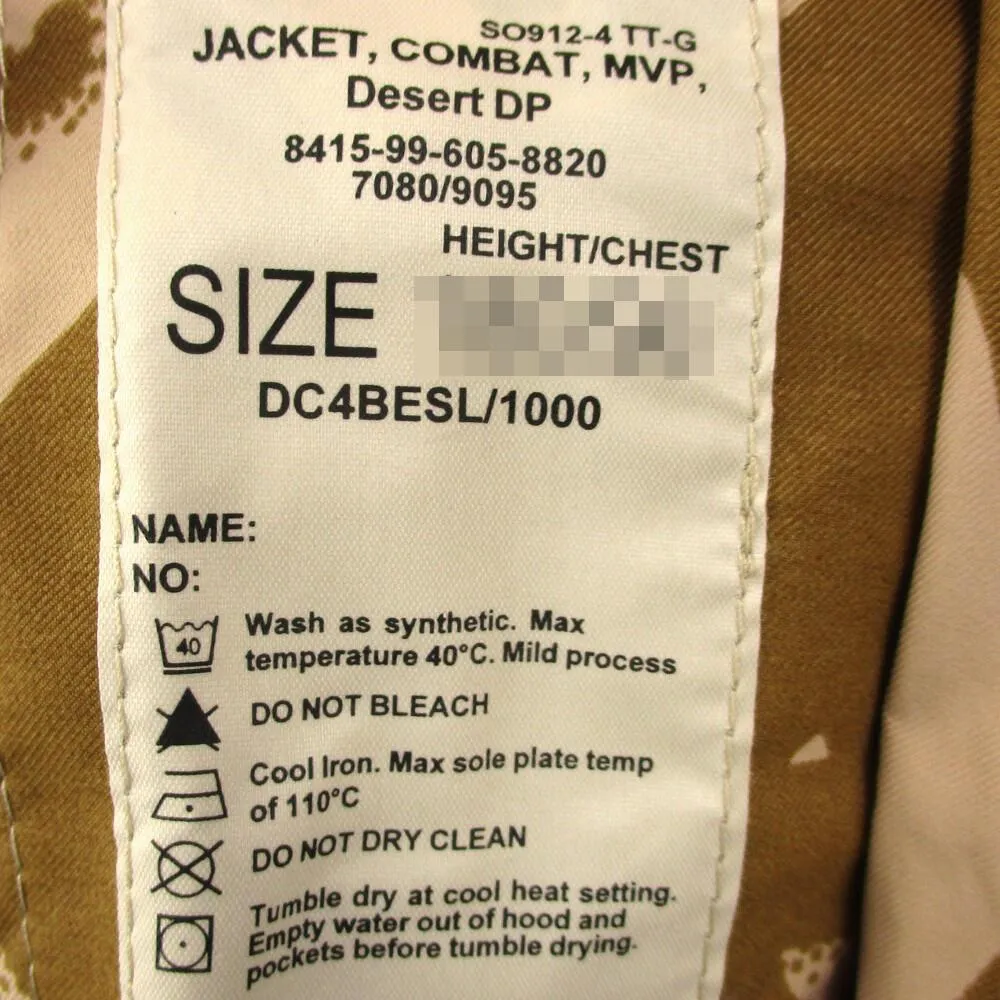 SO912-4 TT-G
JACKET, COMBAT, MVP,
Desert DP
8415-99-605-8820
7080/9095
HEIGHT/CHEST
SIZE
DC4BESL/1000
NAME:
NO:
40
Wash as synthetic. Max
temperature 40°C. Mild process
DO NOT BLEACH
Cool Iron. Max sole plate temp
of 110°C
DO NOT DRY CLEAN
Tumble dry at cool heat setting.
Empty water out of hood and
pockets before tumble drying.